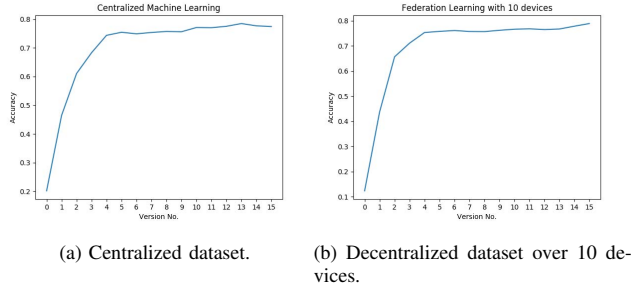 Centralized Machine Learning
0.8
0.7
0.6
0.5
0.4
0.3
0.2
Accuracy
0 1 2 3 4 5 6 7 8 9 10 11 12 13 14 15
Version No.
(a) Centralized dataset.
Federation Learning with 10 devices
0.8
0.7
0.6
0.5
0.4
0.3
0.2
0.1
Accuracy
0 1 2 3 4 5 6 7 8 9 10 11 12 13 14 15
Version No.
(b) Decentralized dataset over 10 de-
vices.